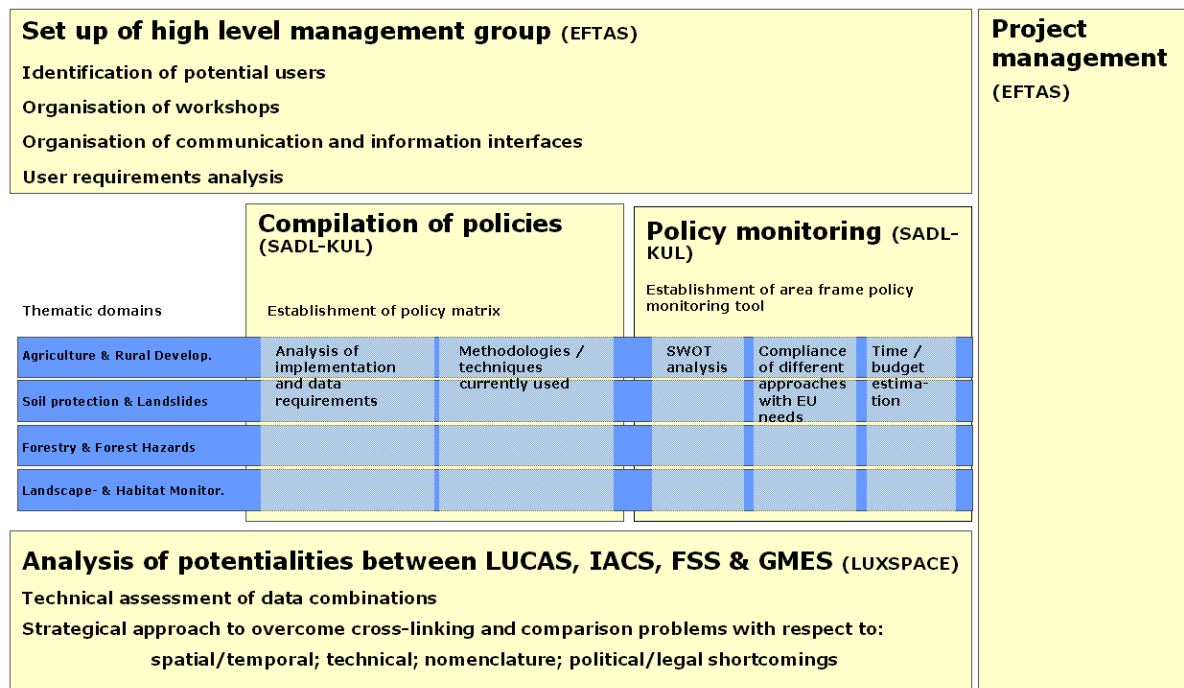 Set up of high level management group (EFTAS)
Identification of potential users
Organisation of workshops
Organisation of communication and information interfaces
User requirements analysis
Project
management
(EFTAS)
Compilation of policies
(SADL-KUL)
Policy monitoring (SADL-
KUL)
Thematic domains
Establishment of policy matrix
Establishment of area frame policy
monitoring tool
Agriculture & Rural Develop.
Soil protection & Landslides
Forestry & Forest Hazards
Landscape- & Habitat Monitor.
Analysis of
implementation
and data
requirements
Methodologies /
techniques
currently used
SWOT
analysis
Compliance
of different
approaches
with EU
needs
Time /
budget
estima-
tion
Analysis of potentialities between LUCAS, IACS, FSS & GMES (LUXSPACE)
Technical assessment of data combinations
Strategical approach to overcome cross-linking and comparison problems with respect to:
spatial/temporal; technical; nomenclature; political/legal shortcomings